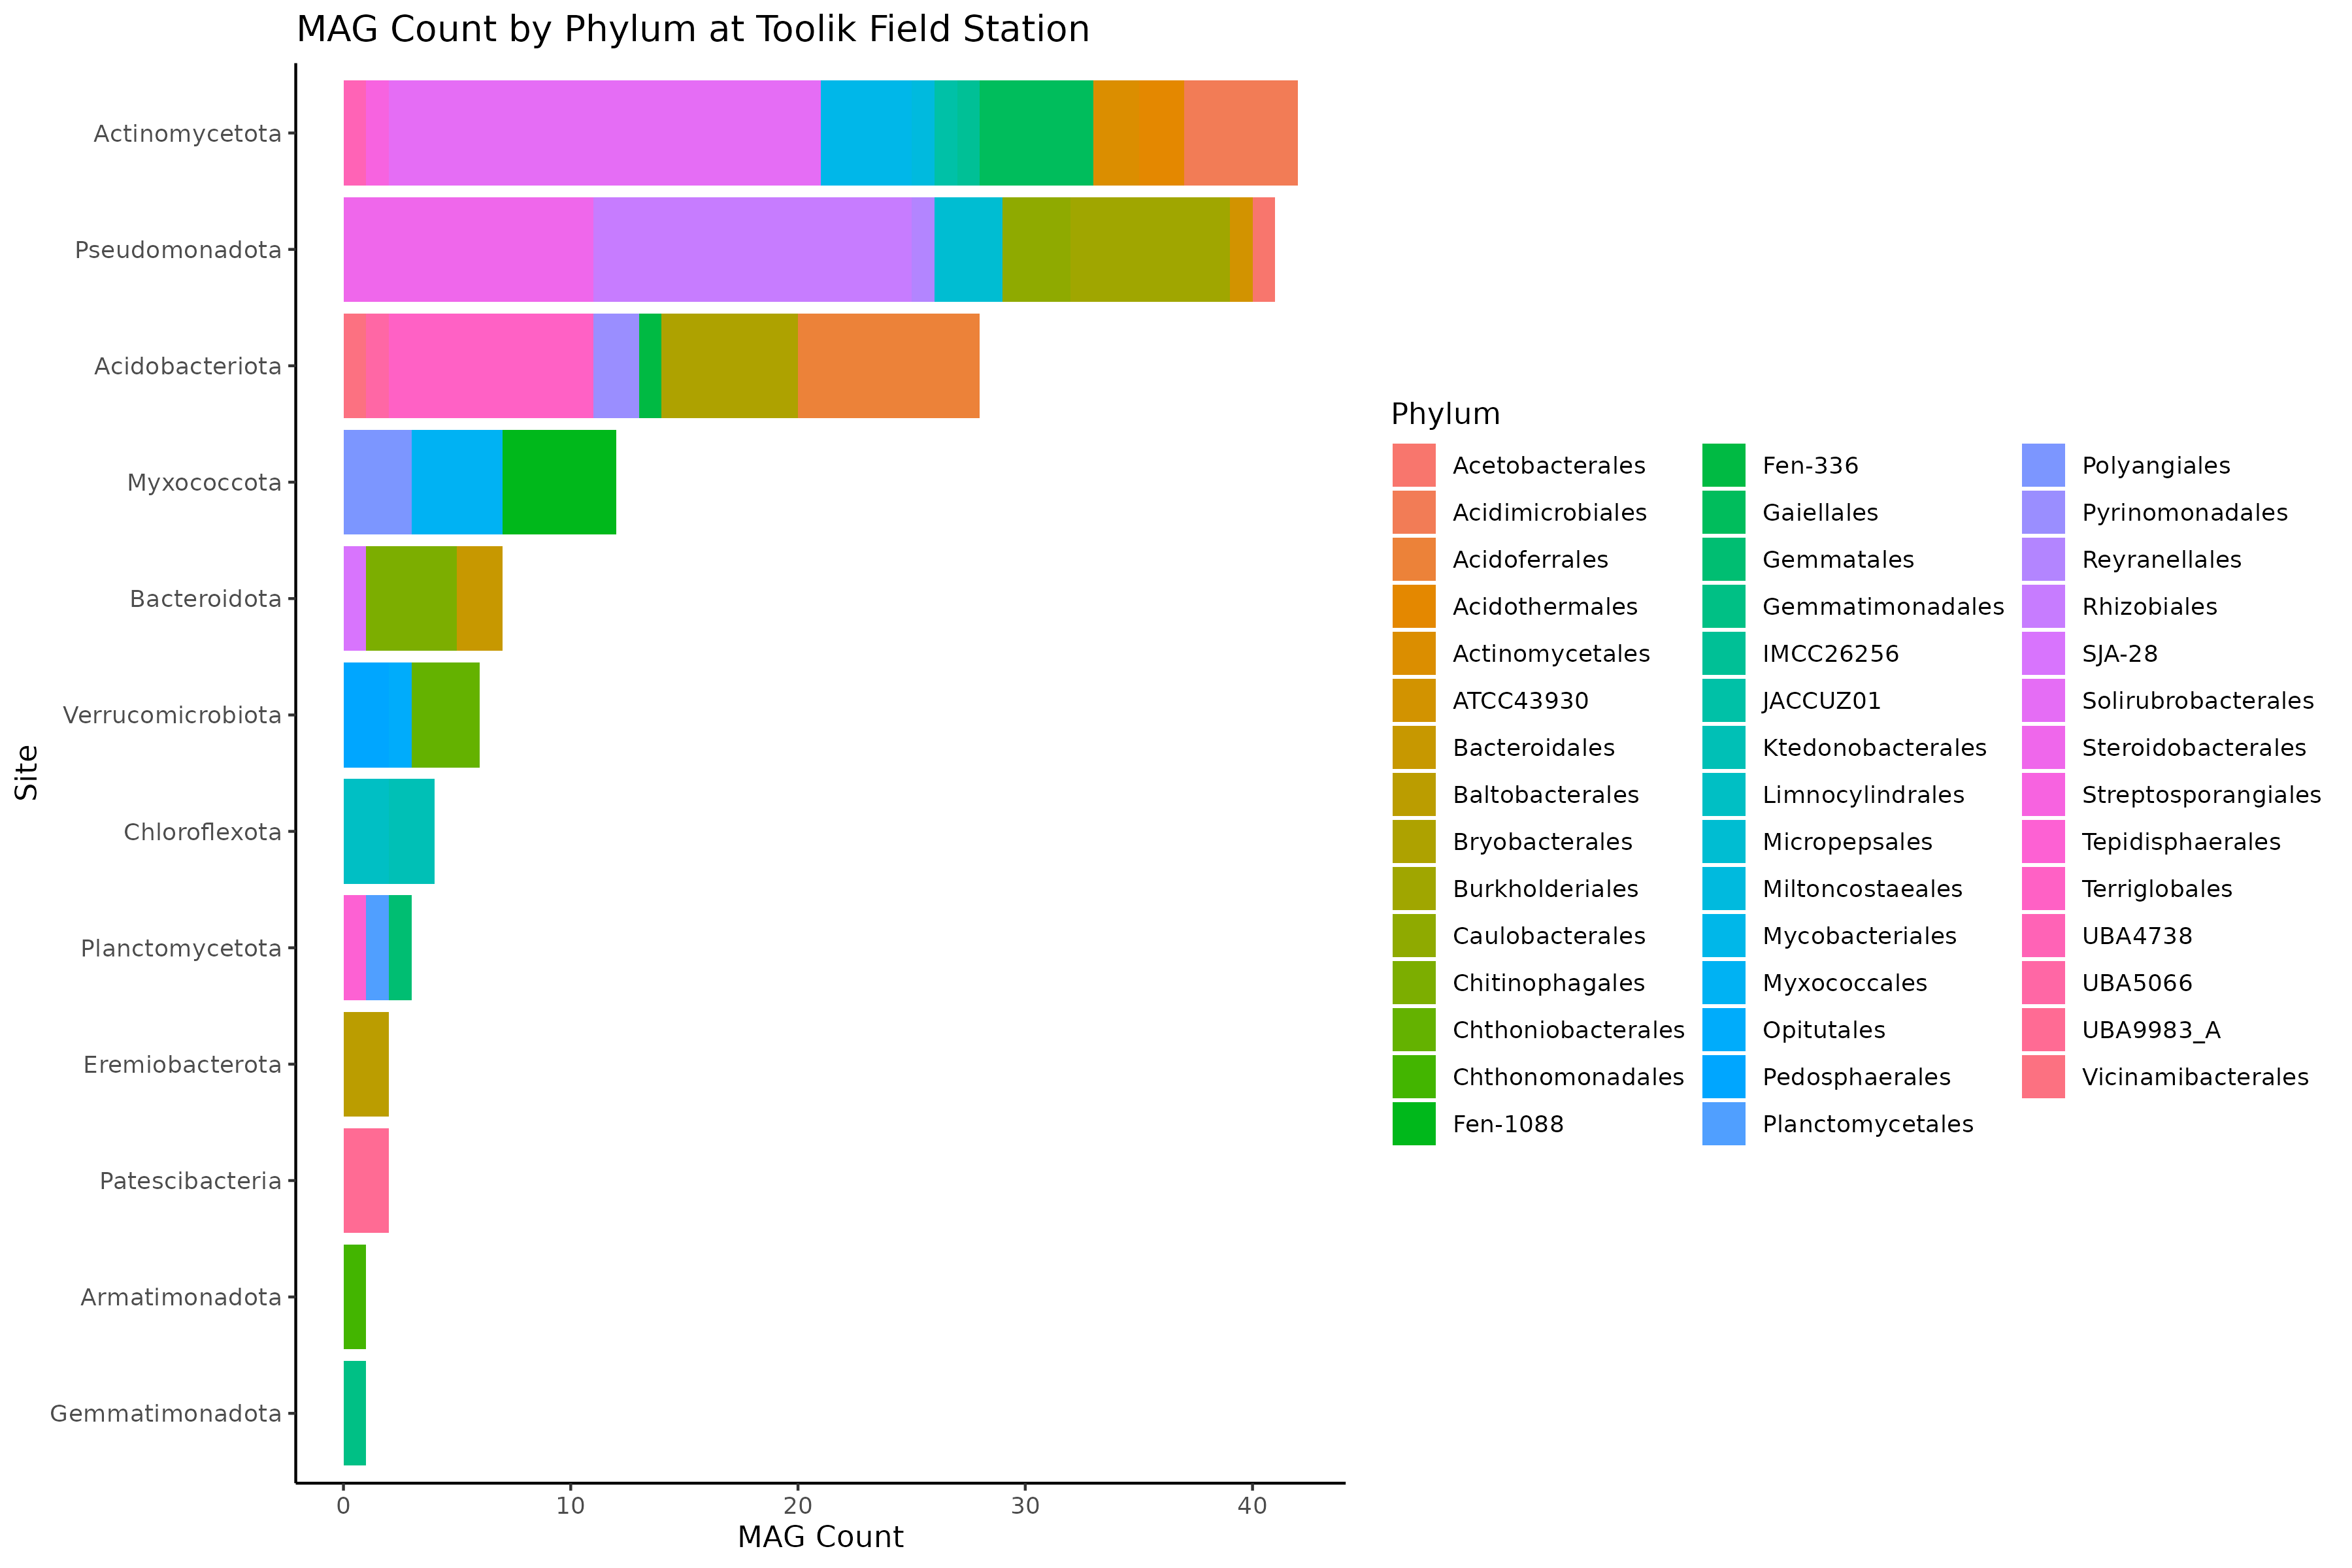 MAG Count by Phylum at Toolik Field Station
Site
Actinomycetota
Pseudomonadota
Acidobacteriota
Myxococcota
Bacteroidota
Verrucomicrobiota
Chloroflexota
Planctomycetota
Eremiobacterota
Patescibacteria
Armatimonadota
Gemmatimonadota
0 10 20 30 40
MAG Count
Phylum
Acetobacterales
Acidimicrobiales
Acidoferrales
Acidothermales
Actinomycetales
ATCC43930
Bacteroidales
Baltobacterales
Bryobacterales
Burkholderiales
Caulobacterales
Chitinophagales
Chthoniobacterales
Chthonomonadales
Fen-1088
Fen-336
Gaiellales
Gemmatales
Gemmatimonadales
IMCC26256
JACCUZ01
Ktedonobacterales
Limnocylindrales
Micropepsales
Miltoncostaeales
Mycobacteriales
Myxococcales
Opitutales
Pedosphaerales
Planctomycetales
Polyangiales
Pyrinomonadales
Reyranellales
Rhizobiales
SJA-28
Solirubrobacterales
Steroidobacterales
Streptosporangiales
Tepidisphaerales
Terriglobales
UBA4738
UBA5066
UBA9983_A
Vicinamibacterales